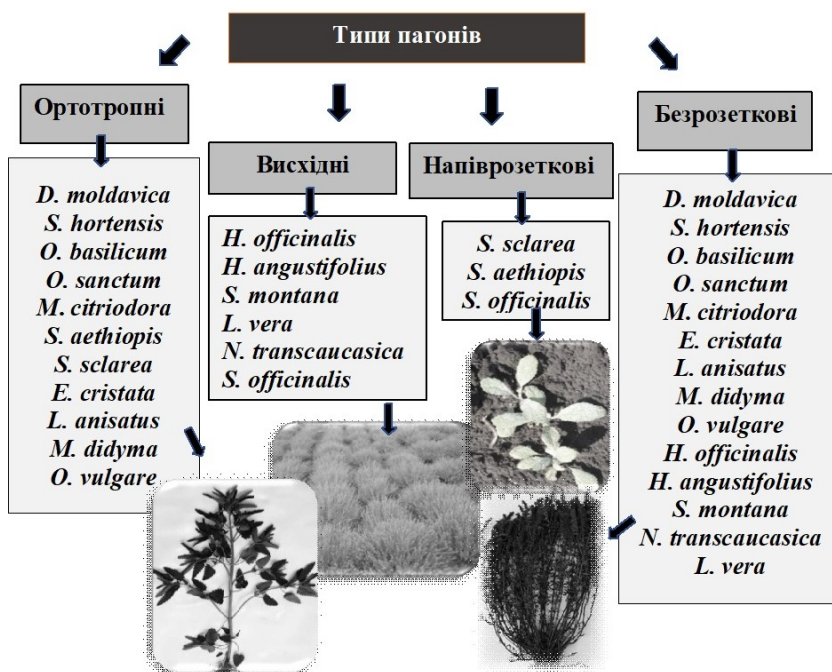 Типи пагонів
Ортотропні
D. moldavica
S. hortensis
O. basilicum
O. sanctum
M. citriodora
S. aethiopis
S. sclarea
E. cristata
L. anisatus
M. didyma
O. vulgare
Висхідні
H. officinalis
H. angustifolius
S. montana
L. vera
N. transcaucasica
S. officinalis
Напіврозеткові
S. sclarea
S. aethiopis
S. officinalis
Безрозеткові
D. moldavica
S. hortensis
O. basilicum
O. sanctum
M. citriodora
E. cristata
L. anisatus
M. didyma
O. vulgare
H. officinalis
H. angustifolius
S. montana
N. transcaucasica
L. vera